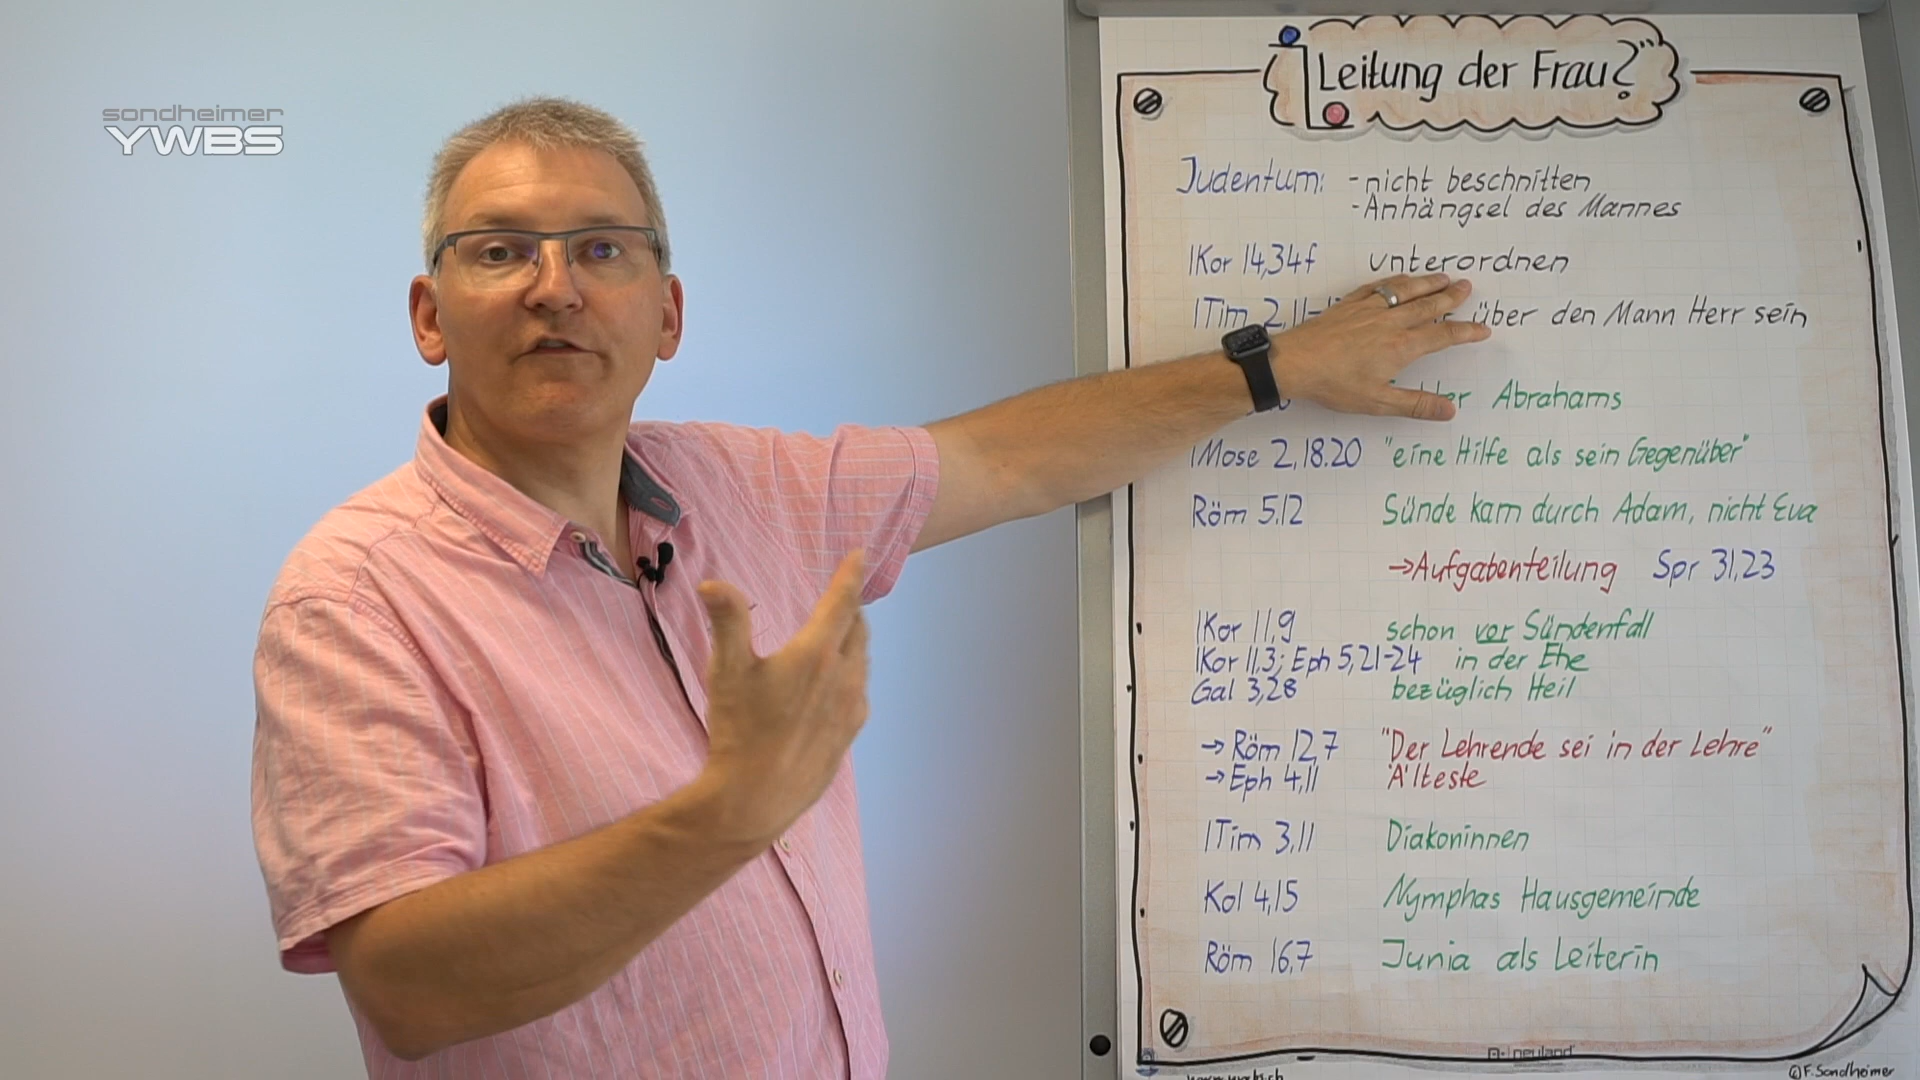 sondheimer
YWBS
Leitung der Frau?
Judentum: - nicht beschnitten
- Anhängsel des Mannes
1Kor 14,34f unterordnen
1Tim 2,11- über den Mann Herr sein
Abrahams
1Mose 2,18.20 "eine Hilfe als sein Gegenüber"
Röm 5.12 Sünde kam durch Adam, nicht Eva
→Aufgabenteilung Spr 31,23
1Kor 11,9 schon vor Sündenfall
1Kor 11,3; Eph 5,21-24 in der Ehe
Gal 3,28 bezüglich Heil
→ Röm 12,7 "Der Lehrende sei in der Lehre"
→ Eph 4,11 Älteste
1Tim 3,11 Diakoninnen
Kol 4,15 Nymphas Hausgemeinde
Röm 16,7 Junia als Leiterin
neuland
©F.Sondheimer